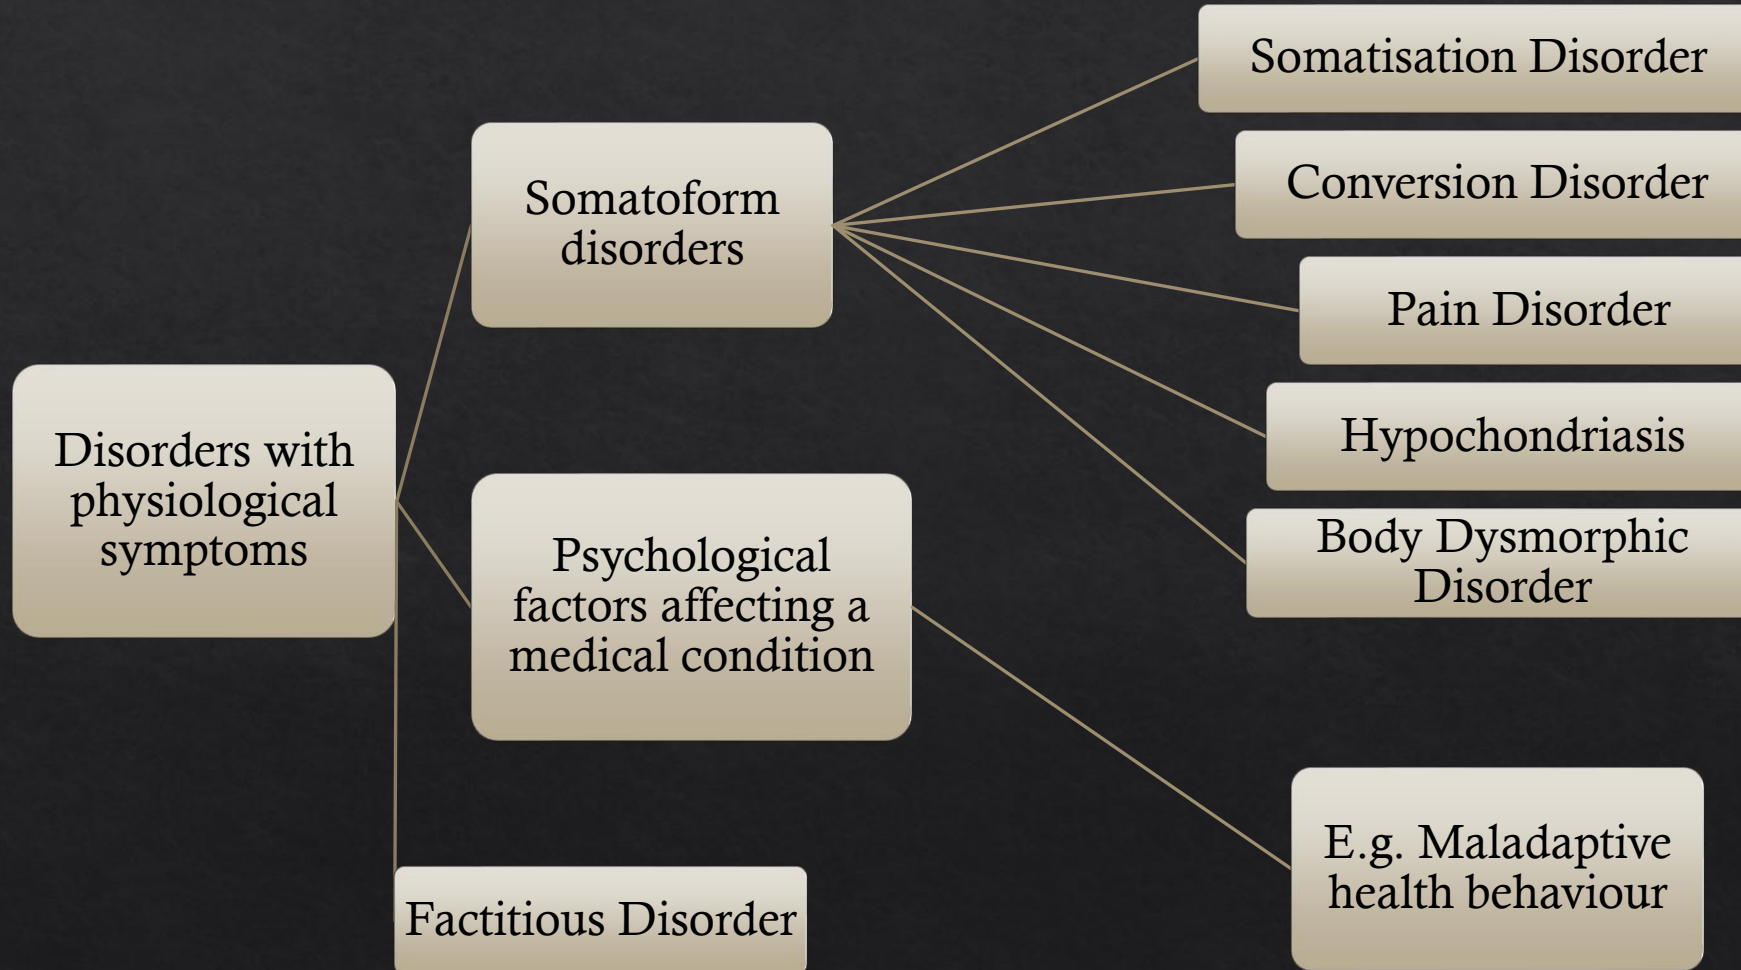 Disorders with
physiological
symptoms
Somatoform
disorders
Somatisation Disorder
Conversion Disorder
Pain Disorder
Hypochondriasis
Body Dysmorphic
Disorder
Psychological
factors affecting a
medical condition
E.g. Maladaptive
health behaviour
Factitious Disorder